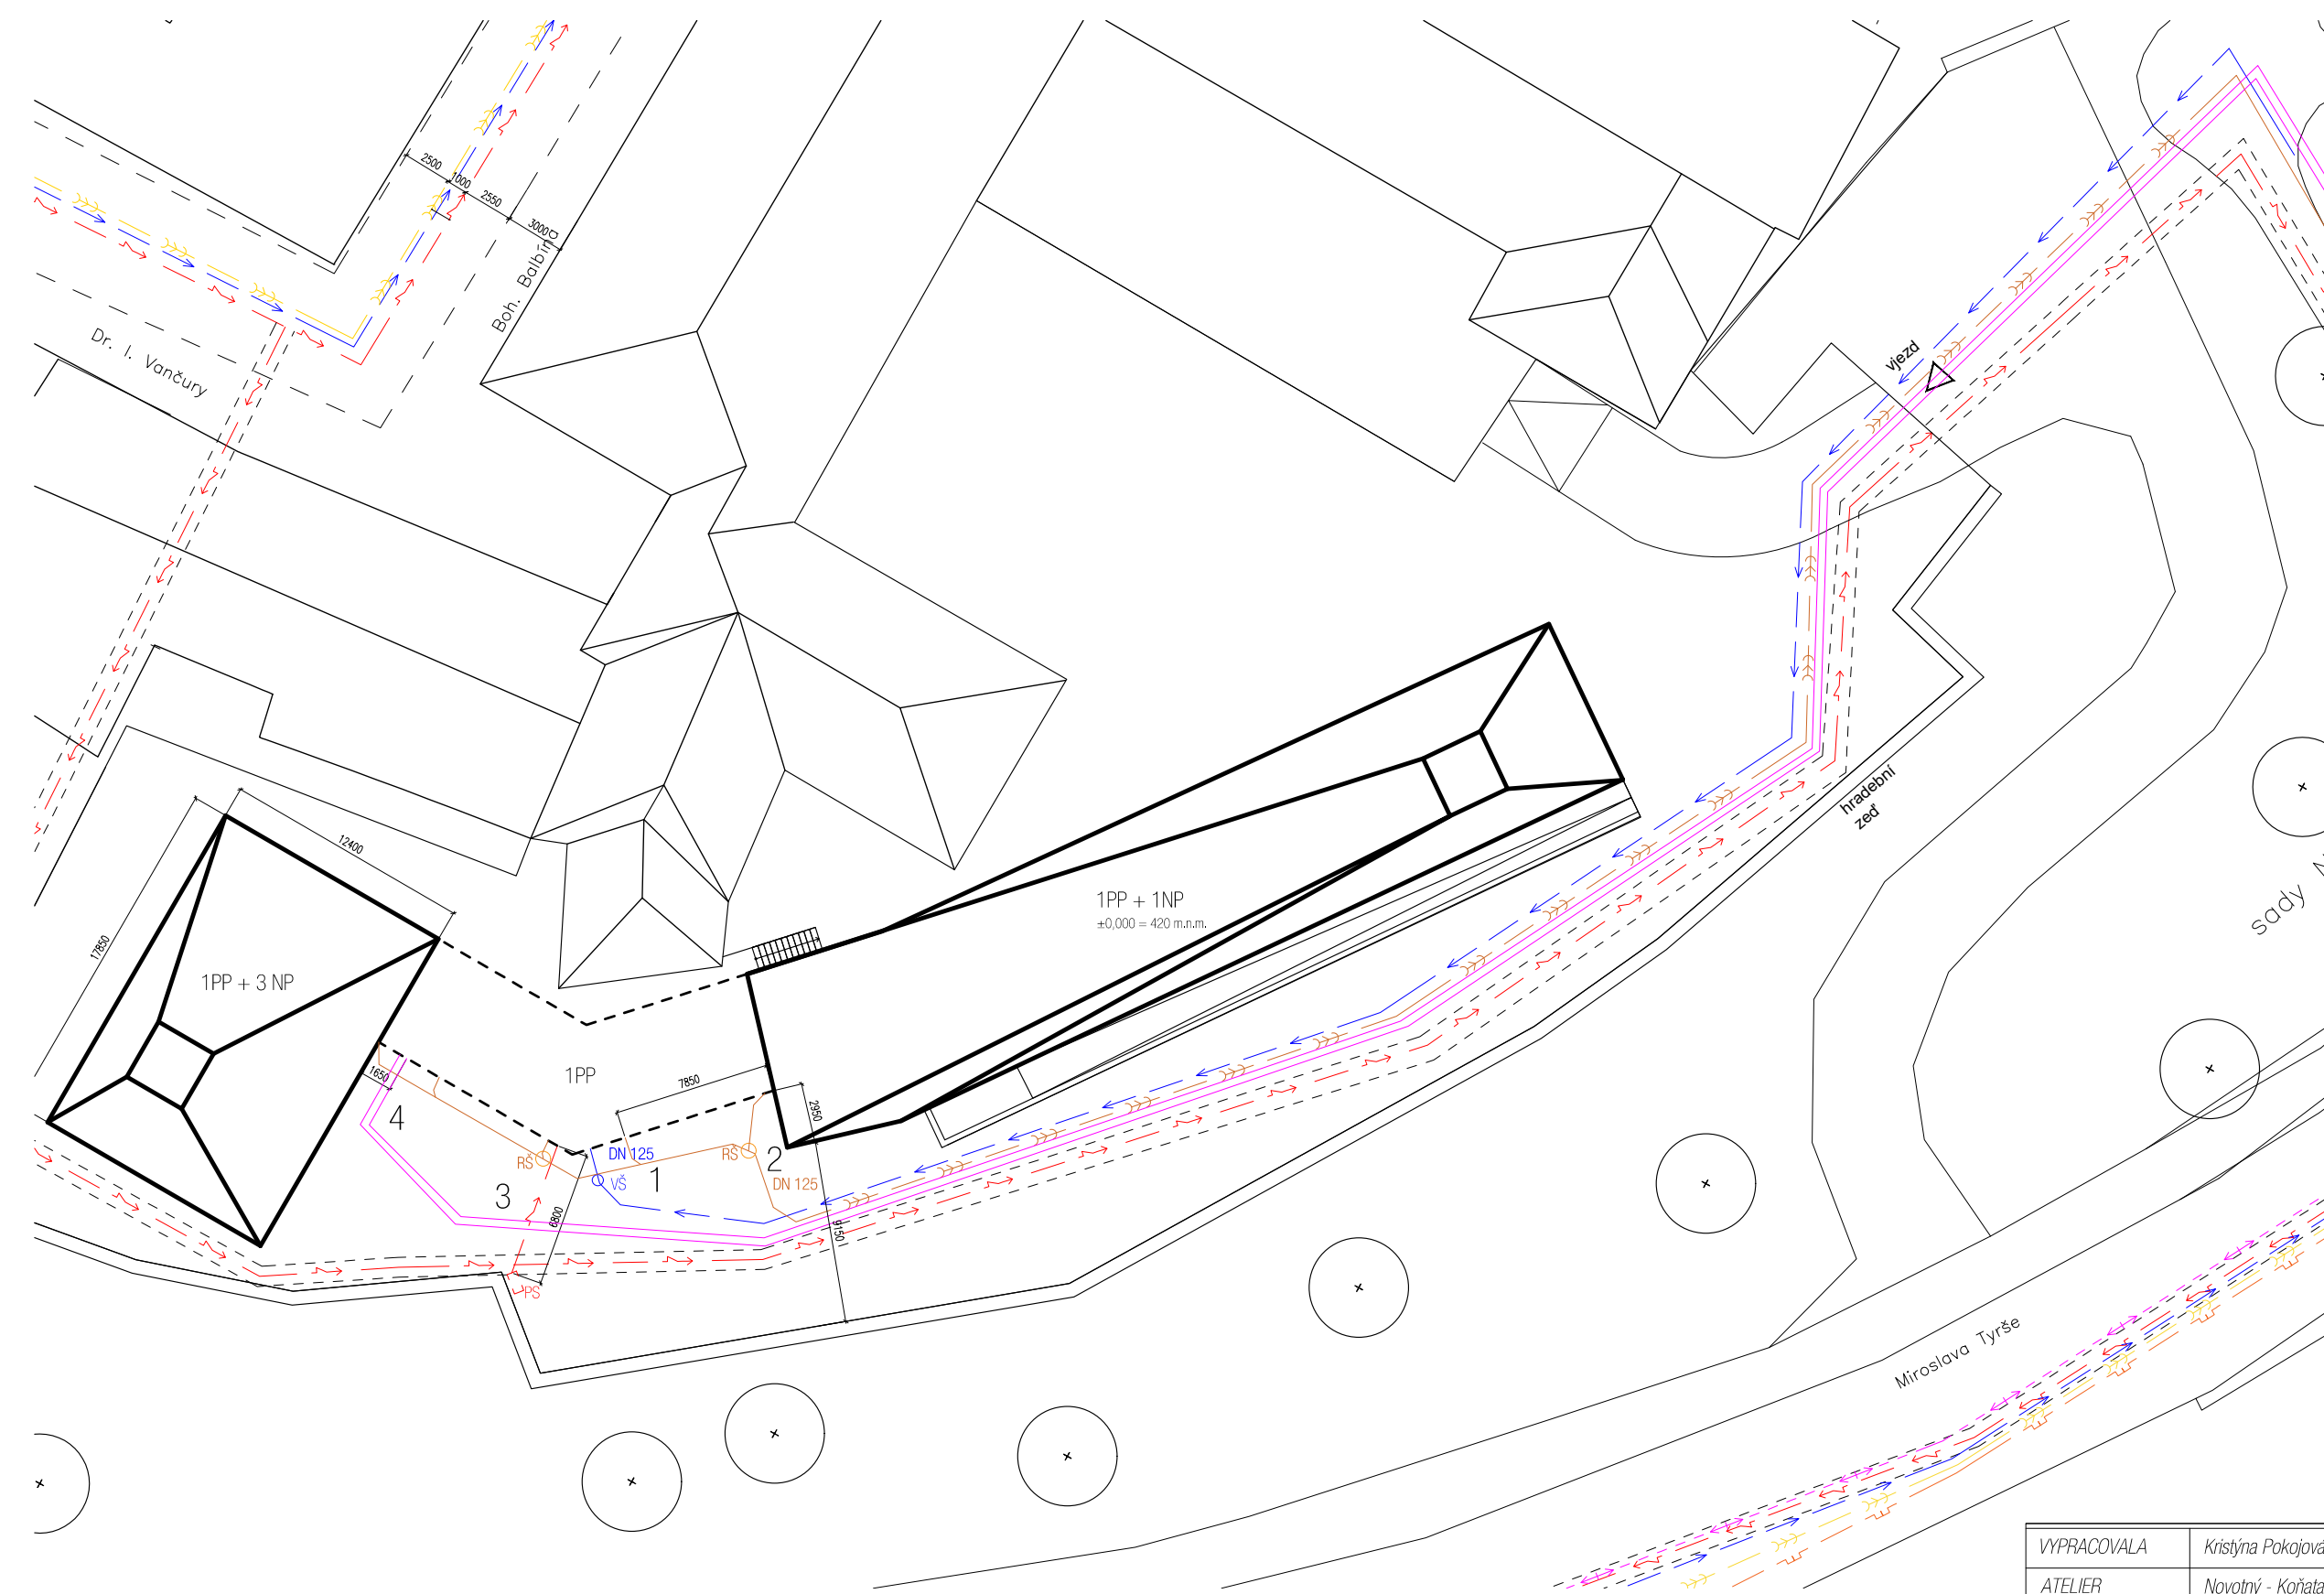 2500
1000
2550
3000
Boh. Balbína
Dr. I. Vančury
vjezd
hradební
zeď
sady
12400
17850
1PP + 3 NP
1PP + 1NP
±0,000 = 420 m.n.m.
1PP
7850
2950
1650
4
RŠ
DN 125
VŠ
1
RŠ
2
DN 125
3
6800
9150
PS
Miroslava Tyrše
VYPRACOVALA
Kristýna Pokojová
ATELIER
Novotný - Koňata